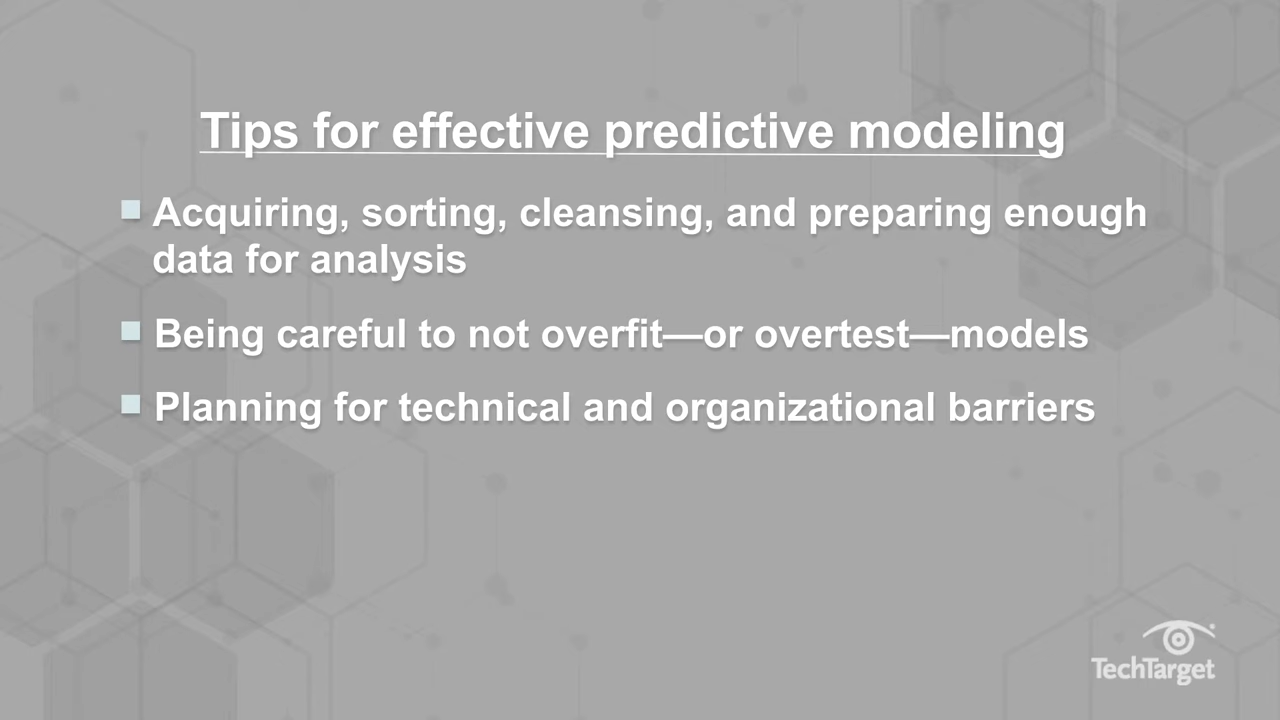 Tips for effective predictive modeling
Acquiring, sorting, cleansing, and preparing enough
data for analysis
Being careful to not overfit—or overtest—models
Planning for technical and organizational barriers
TechTarget